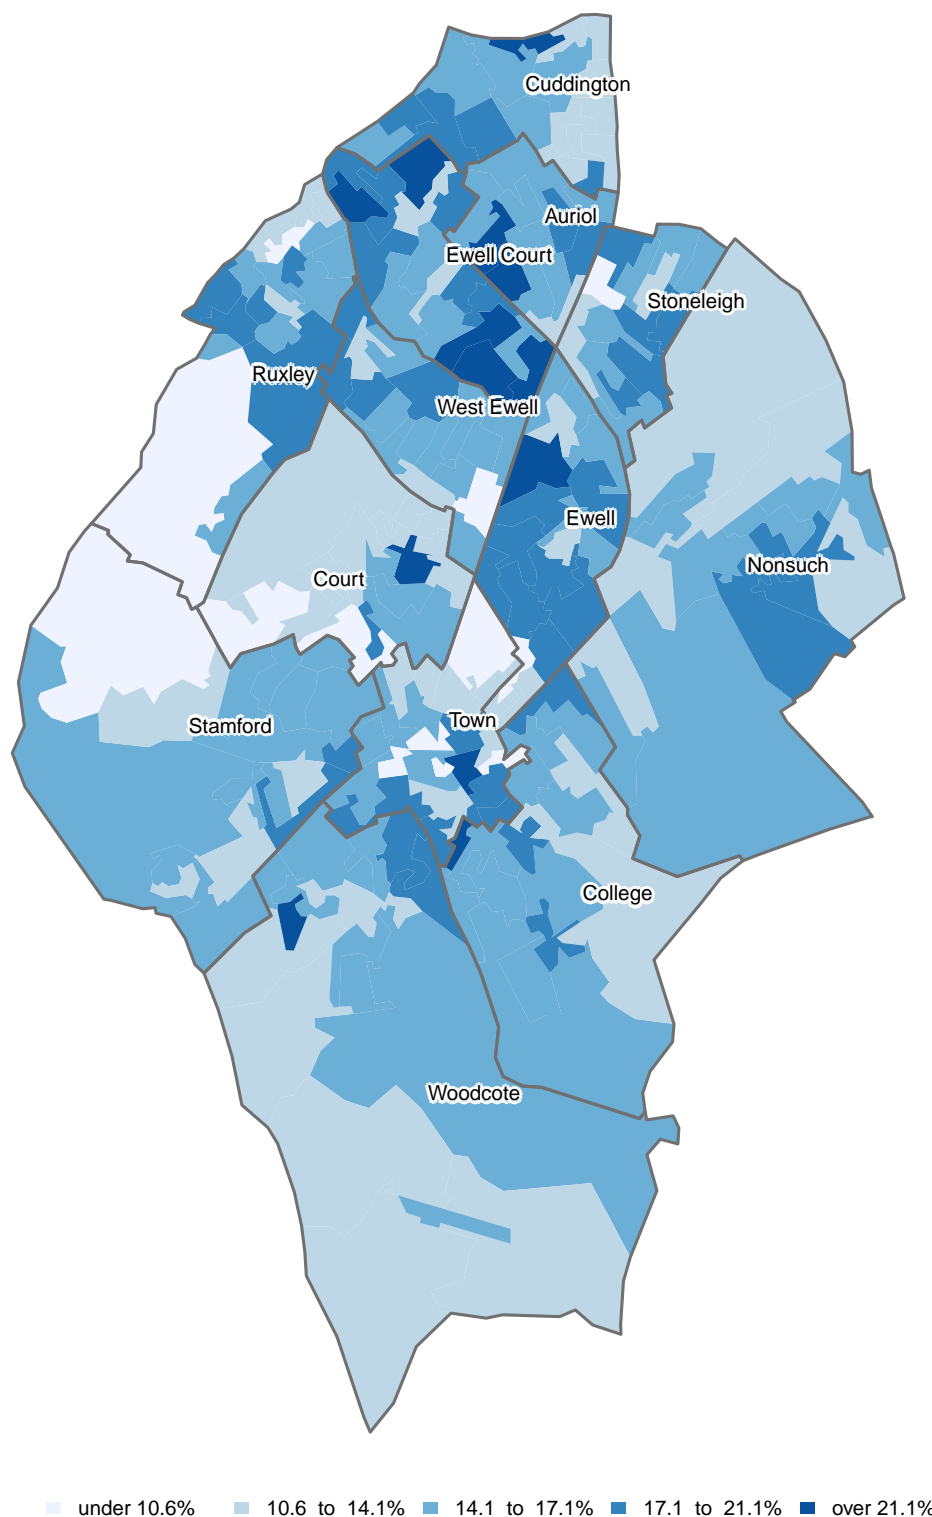 Cuddington
Auriol
Ewell Court
Stoneleigh
Ruxley
West Ewell
Ewell
Nonsuch
Court
Town
Stamford
College
Woodcote
under 10.6% 10.6 to 14.1% 14.1 to 17.1% 17.1 to 21.1% over 21.1%